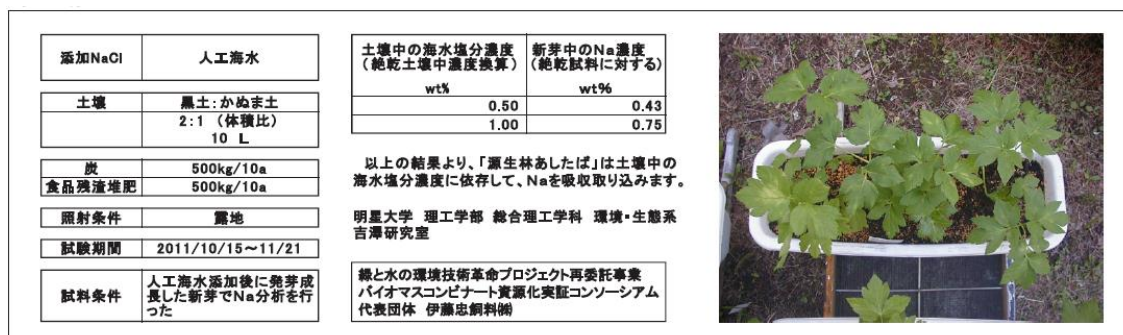 添加NaCl 人工海水
土壌 黒土:かぬま土
2:1 (体積比)
10 L
炭 500kg/10a
食品残渣堆肥 500kg/10a
照射条件 露地
試験期間 2011/10/15~11/21
試料条件 人工海水添加後に発芽成
長した新芽でNa分析を行
った
土壌中の海水塩分濃度 新芽中のNa濃度
(絶乾土壌中濃度換算) (絶乾試料に対する)
wt% wt%
0.50 0.43
1.00 0.75
以上の結果より、「源生林あしたば」は土壌中の
海水塩分濃度に依存して、Naを吸収取り込みます。
明星大学 理工学部 総合理工学科 環境・生態系
吉澤研究室
緑と水の環境技術革命プロジェクト再委託事業
バイオマスコンビナート資源化実証コンソーシアム
代表団体 伊藤忠飼料㈱